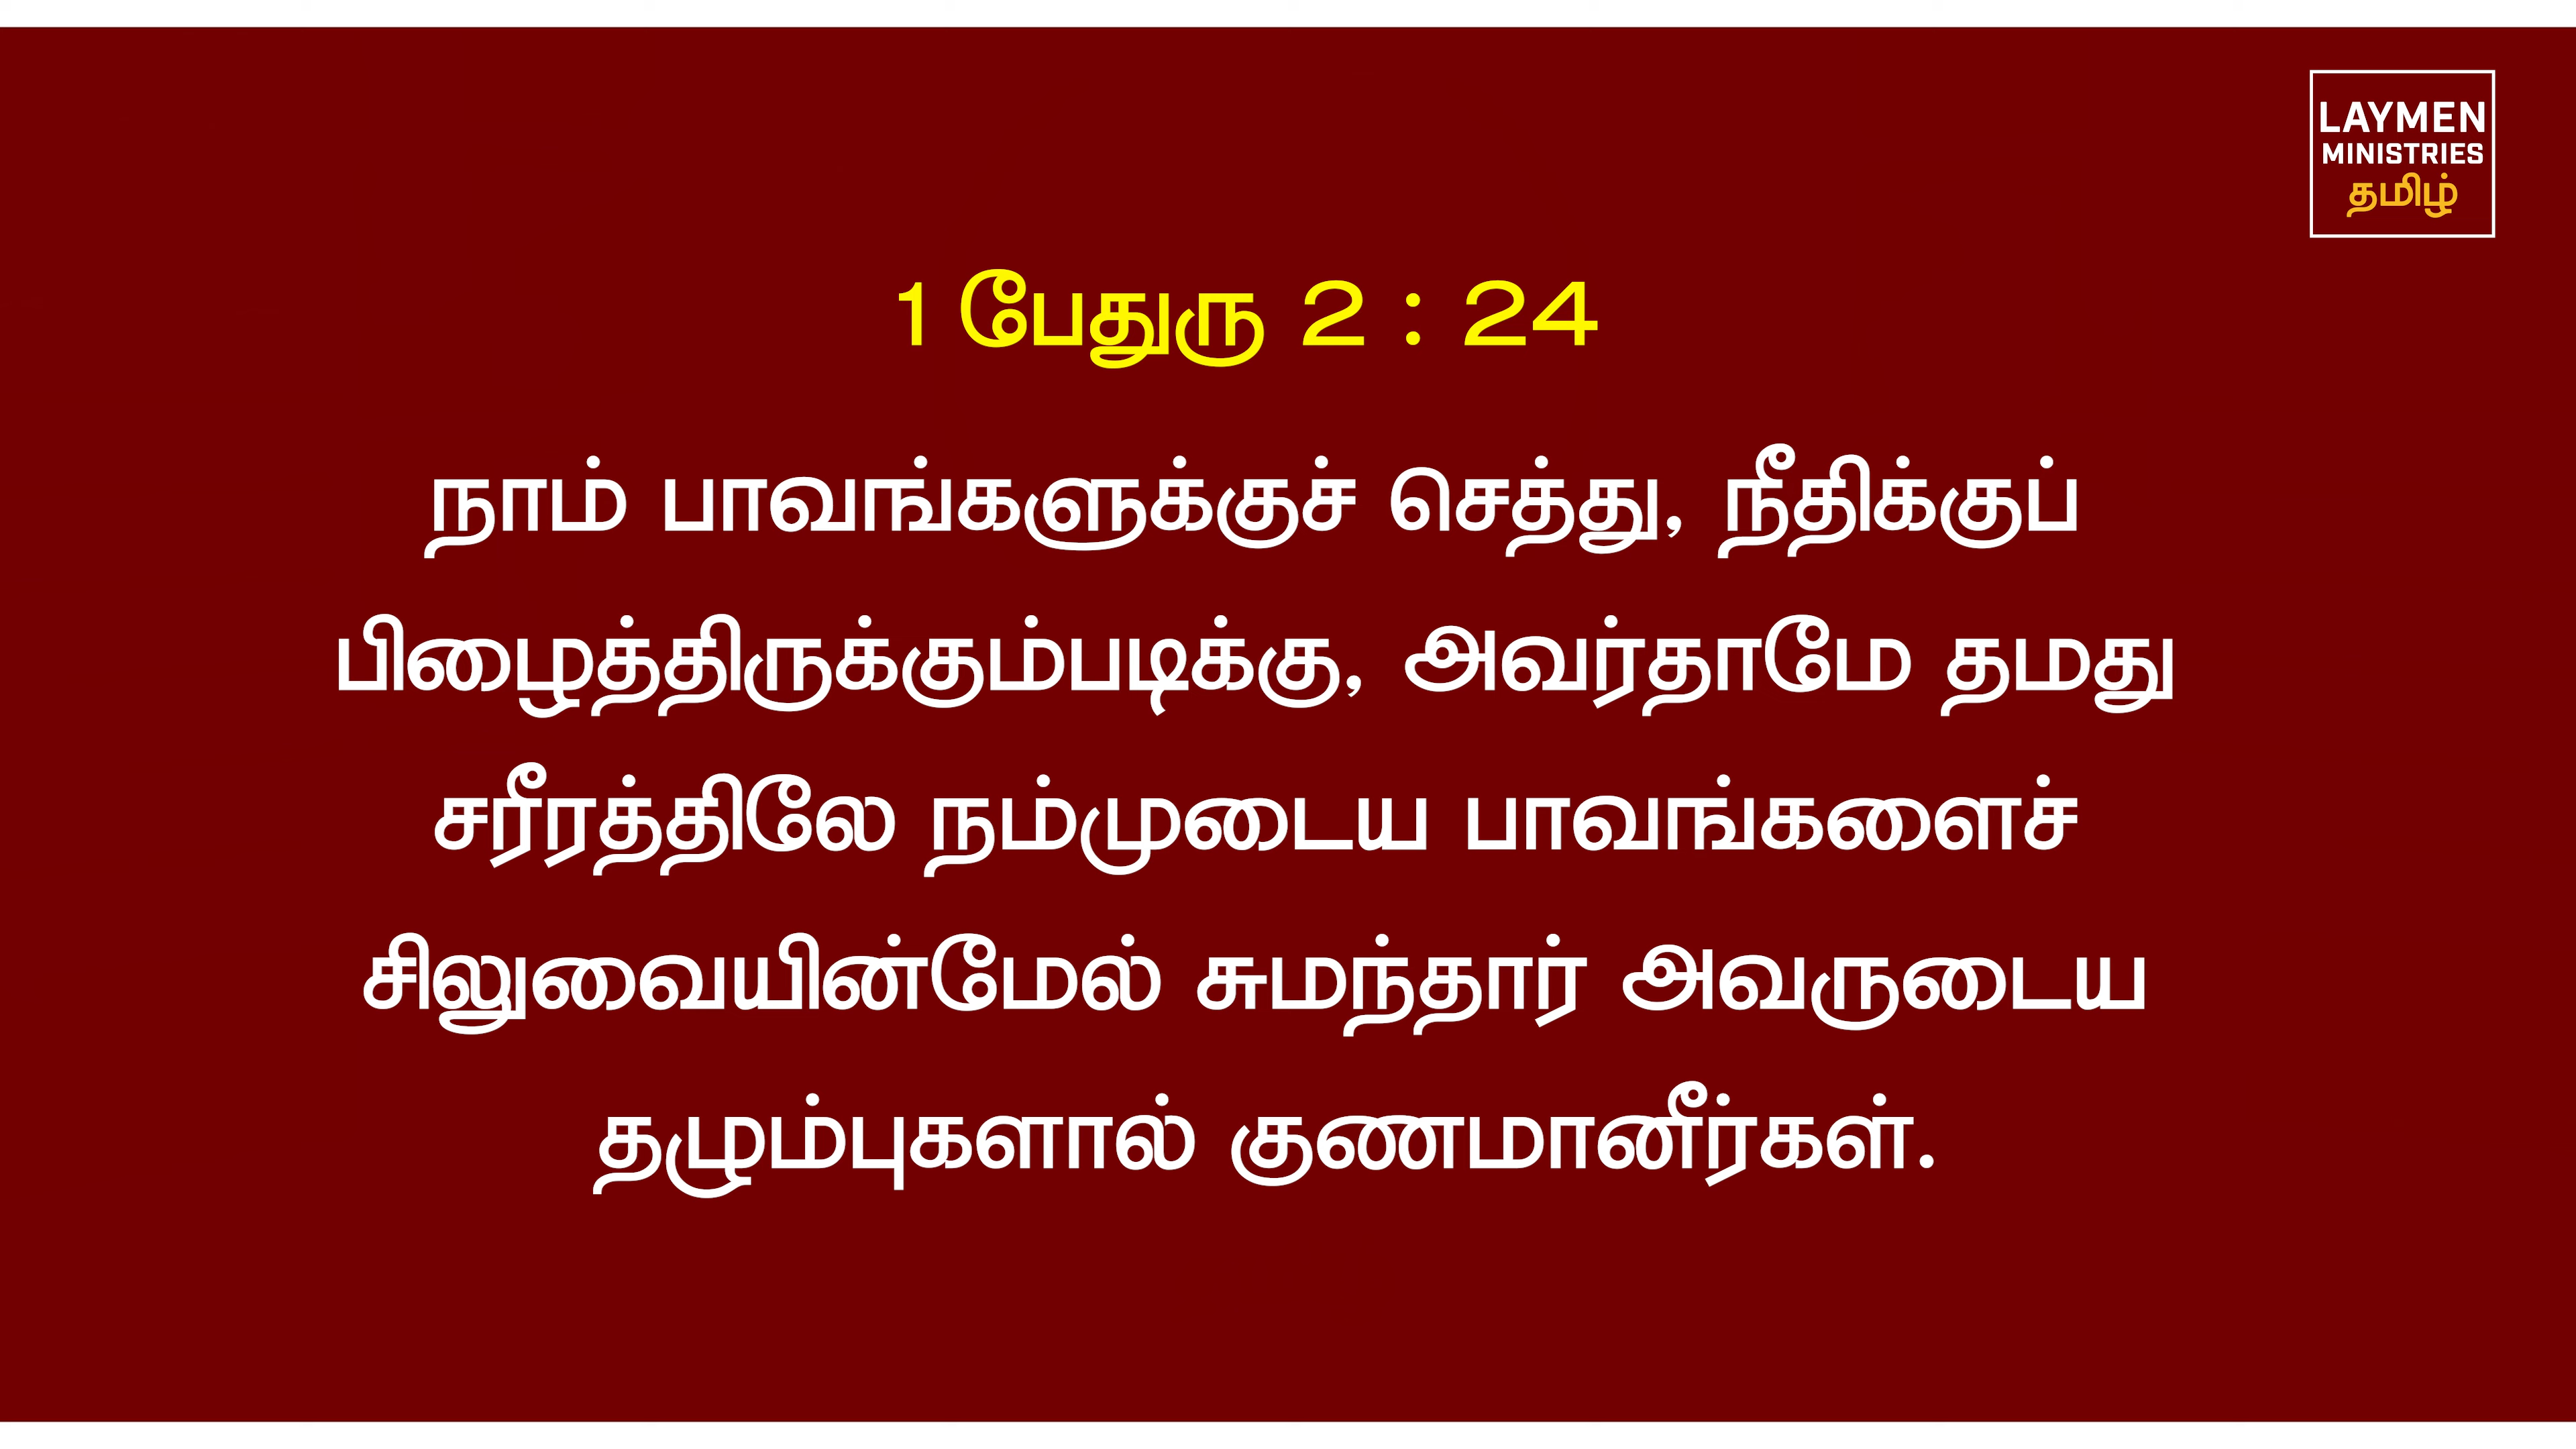 LAYMEN
MINISTRIES
தமிழ்
1 பேதுரு 2 : 24
நாம் பாவங்களுக்குச் செத்து, நீதிக்குப்
பிழைத்திருக்கும்படிக்கு, அவர்தாமே தமது
சரீரத்திலே நம்முடைய பாவங்களைச்
சிலுவையின்மேல் சுமந்தார் அவருடைய
தழும்புகளால் குணமானீர்கள்.